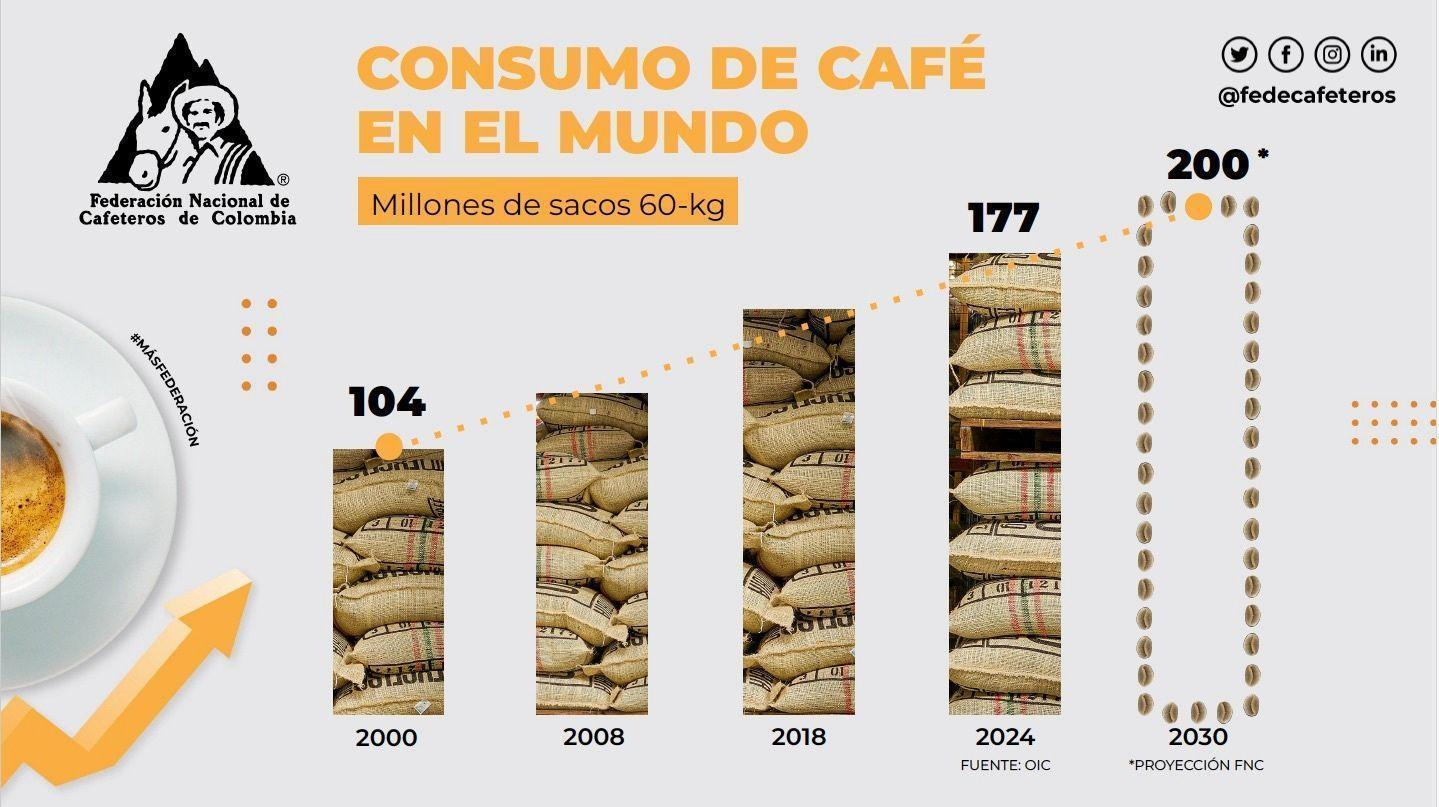 Federación Nacional de
Cafeteros de Colombia
®
CONSUMO DE CAFÉ
EN EL MUNDO
Millones de sacos 60-kg
@fedecafeteros
#MÁSFEDERACIÓN
104
177
200*
2000
2008
2018
2024
2030
FUENTE: OIC
*PROYECCIÓN FNC